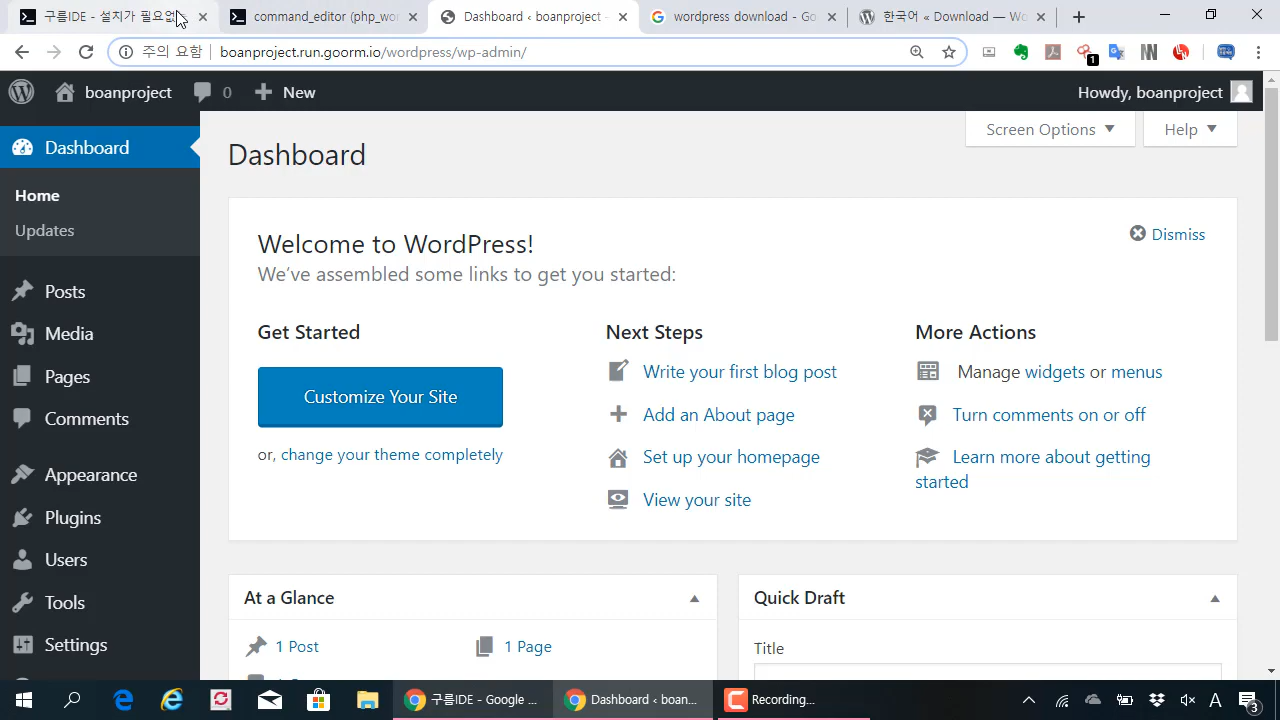 구름IDE - 설치가 필요없
command_editor (php_wo
Dashboard ‹ boanproject -
wordpress download - Go
한국어 « Download — Wo
주의 요함
boanproject.run.goorm.io/wordpress/wp-admin/
1
boanproject
0
New
Howdy, boanproject
Dashboard
Home
Updates
Posts
Media
Pages
Comments
Appearance
Plugins
Users
Tools
Settings
Screen Options
Help
Dashboard
Welcome to WordPress!
Dismiss
We've assembled some links to get you started:
Get Started
Customize Your Site
or, change your theme completely
Next Steps
Write your first blog post
Add an About page
Set up your homepage
View your site
More Actions
Manage widgets or menus
Turn comments on or off
Learn more about getting
started
At a Glance
1 Post
1 Page
Quick Draft
Title
구름IDE - Google ...
Dashboard ‹ boan...
Recording...
A
3